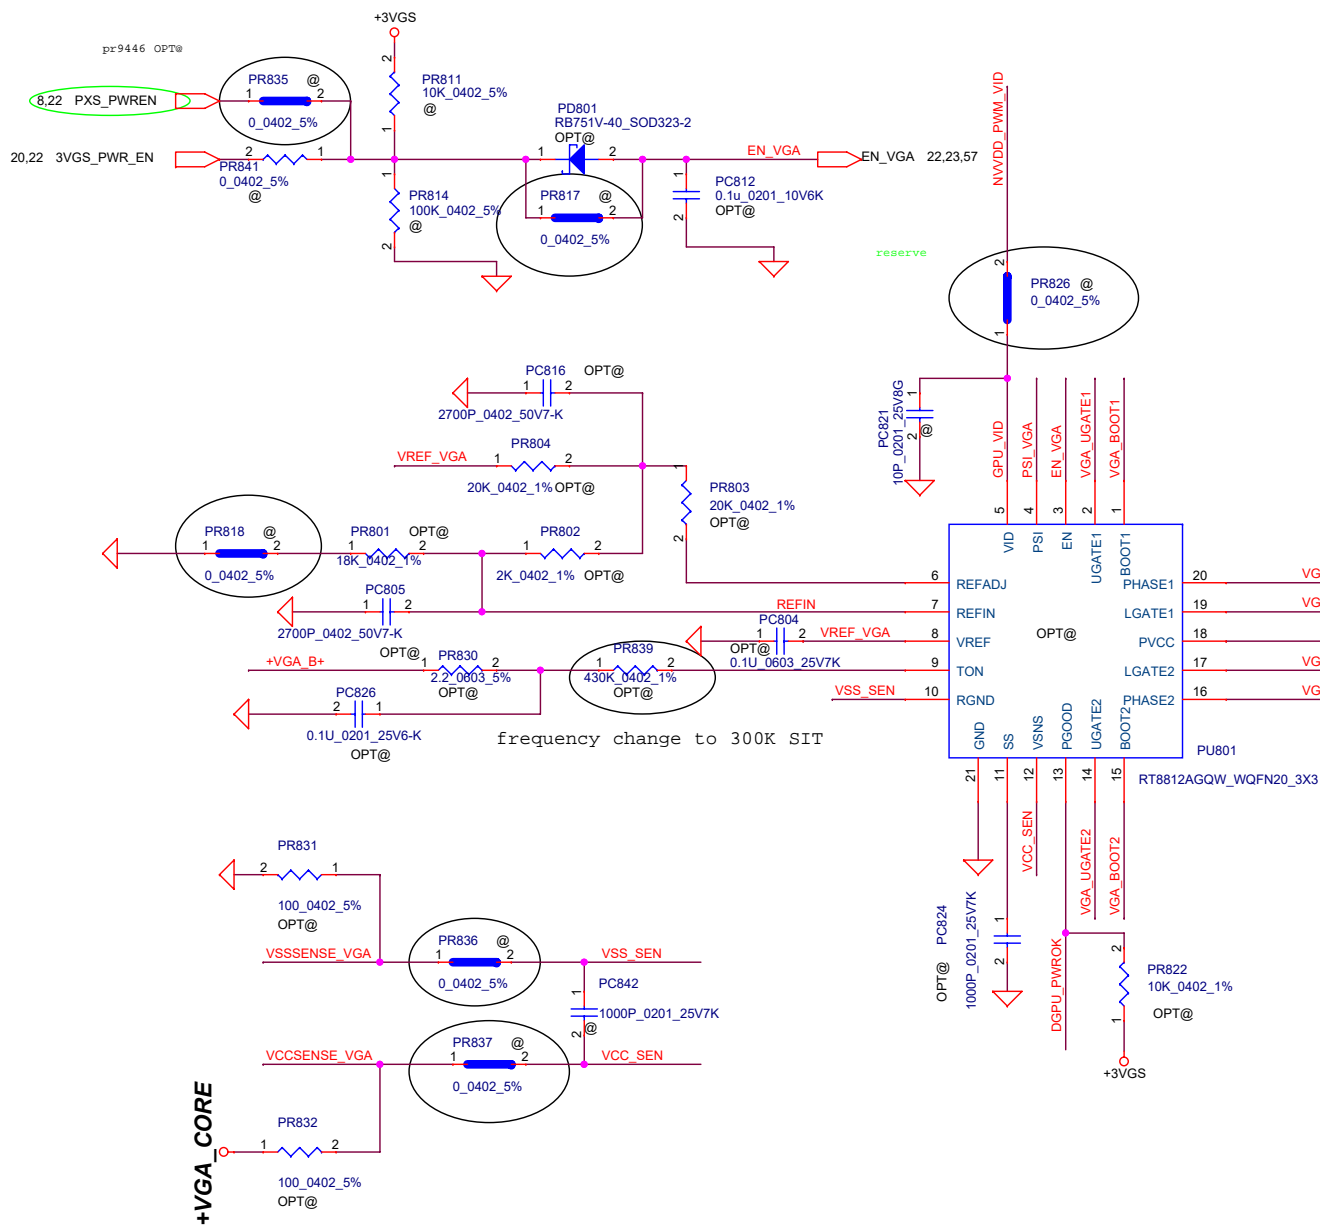 +3VGS
pr9446 OPT@
8,22 PXS_PWREN
PR835 @
1 2
0_0402_5%
2
PR811
10K_0402_5%
@
1
PD801
RB751V-40_SOD323-2
OPT@
1 2
20,22 3VGS_PWR_EN
2 1
PR841
0_0402_5%
@
1
PR814
100K_0402_5%
@
2
PR817 @
1 2
0_0402_5%
EN_VGA
EN_VGA 22,23,57
1
PC812
0.1u_0201_10V6K
OPT@
2
NVVDD_PWM_VID
reserve
2
PR826 @
0_0402_5%
1
PC816 OPT@
1 2
2700P_0402_50V7-K
VREF_VGA
PR804
1 2
20K_0402_1% OPT@
1
PR803
20K_0402_1%
OPT@
2
PC821
10P_0201_25V8G
1
2
@
GPU_VID
PSI_VGA
EN_VGA
VGA_UGATE1
VGA_BOOT1
5 4 3 2 1
VID
PSI
EN
UGATE1
BOOT1
PR818 @
1 2
0_0402_5%
PR801 OPT@
1 2
18K_0402_1%
PR802
1 2
2K_0402_1% OPT@
PC805
1 2
2700P_0402_50V7-K
OPT@
REFIN
PC804
1 2
OPT@
0.1U_0603_25V7K
VREF_VGA
+VGA_B+
PR830
1 2
2.2_0603_5%
OPT@
PR839
1 2
430K_0402_1%
OPT@
PC826
2 1
0.1U_0201_25V6-K
OPT@
VSS_SEN
frequency change to 300K SIT
6 REFADJ
7 REFIN
8 VREF
9 TON
10 RGND
OPT@
PHASE1 20
LGATE1 19
PVCC 18
LGATE2 17
PHASE2 16
VG
VG
VG
VG
GND
SS
VSNS
PGOOD
UGATE2
BOOT2
21 11 12 13 14 15
PU801
RT8812AGQW_WQFN20_3X3
VCC_SEN
VGA_UGATE2
VGA_BOOT2
OPT@ PC824
1000P_0201_25V7K
1
2
DGPU_PWROK
2
PR822
10K_0402_1%
OPT@
1
+3VGS
PR831
2 1
100_0402_5%
OPT@
VSSSENSE_VGA
PR836 @
1 2
0_0402_5%
VSS_SEN
PC842
1
1000P_0201_25V7K
2
@
VCCSENSE_VGA
PR837 @
1 2
0_0402_5%
VCC_SEN
+VGA_CORE
PR832
1 2
100_0402_5%
OPT@